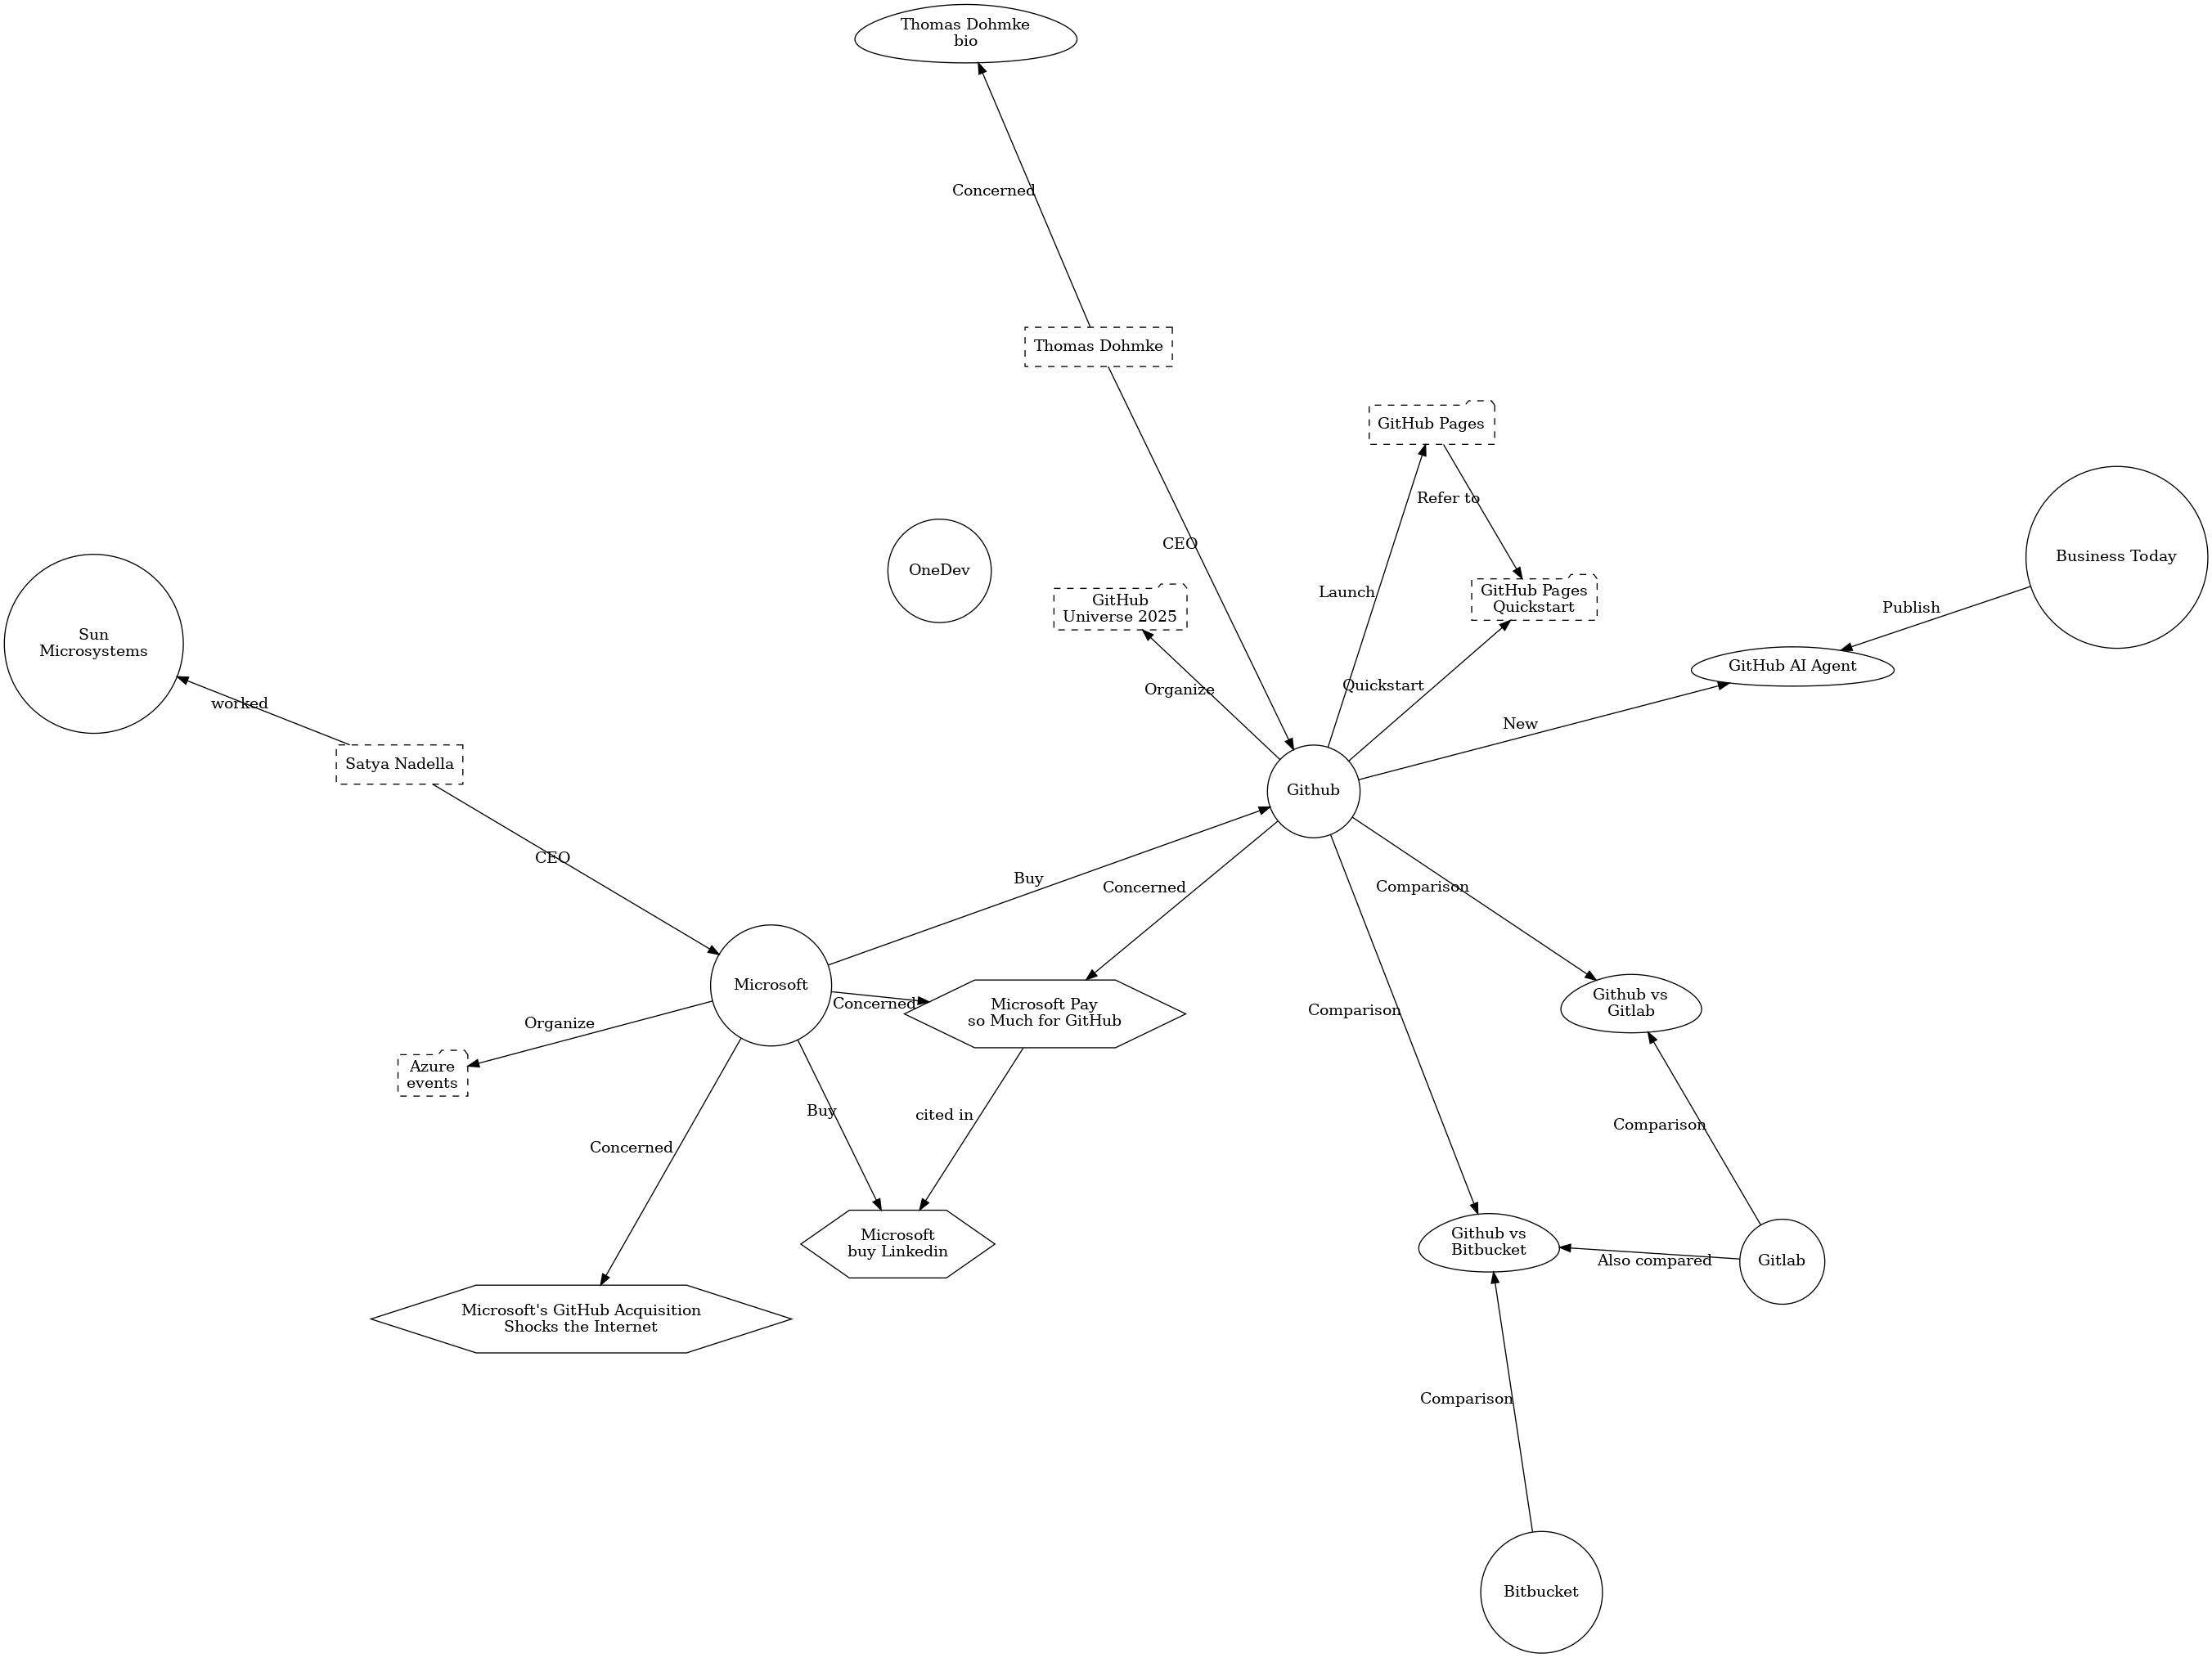 Thomas Dohmke
bio
Concerned
Thomas Dohmke
GitHub Pages
Refer to
CEO
Business Today
OneDev
GitHub
Universe 2025
Launch
GitHub Pages
Quickstart
Publish
Sun
Microsystems
GitHub AI Agent
Organize
Quickstart
worked
New
Satya Nadella
Github
CEO
Buy
Concerned
Comparison
Microsoft
Concerned
Microsoft Pay
so Much for GitHub
Comparison
Github vs
Gitlab
Organize
Azure
events
Buy
cited in
Comparison
Concerned
Microsoft
buy Linkedin
Github vs
Bitbucket
Also compared
Gitlab
Microsoft's GitHub Acquisition
Shocks the Internet
Comparison
Bitbucket